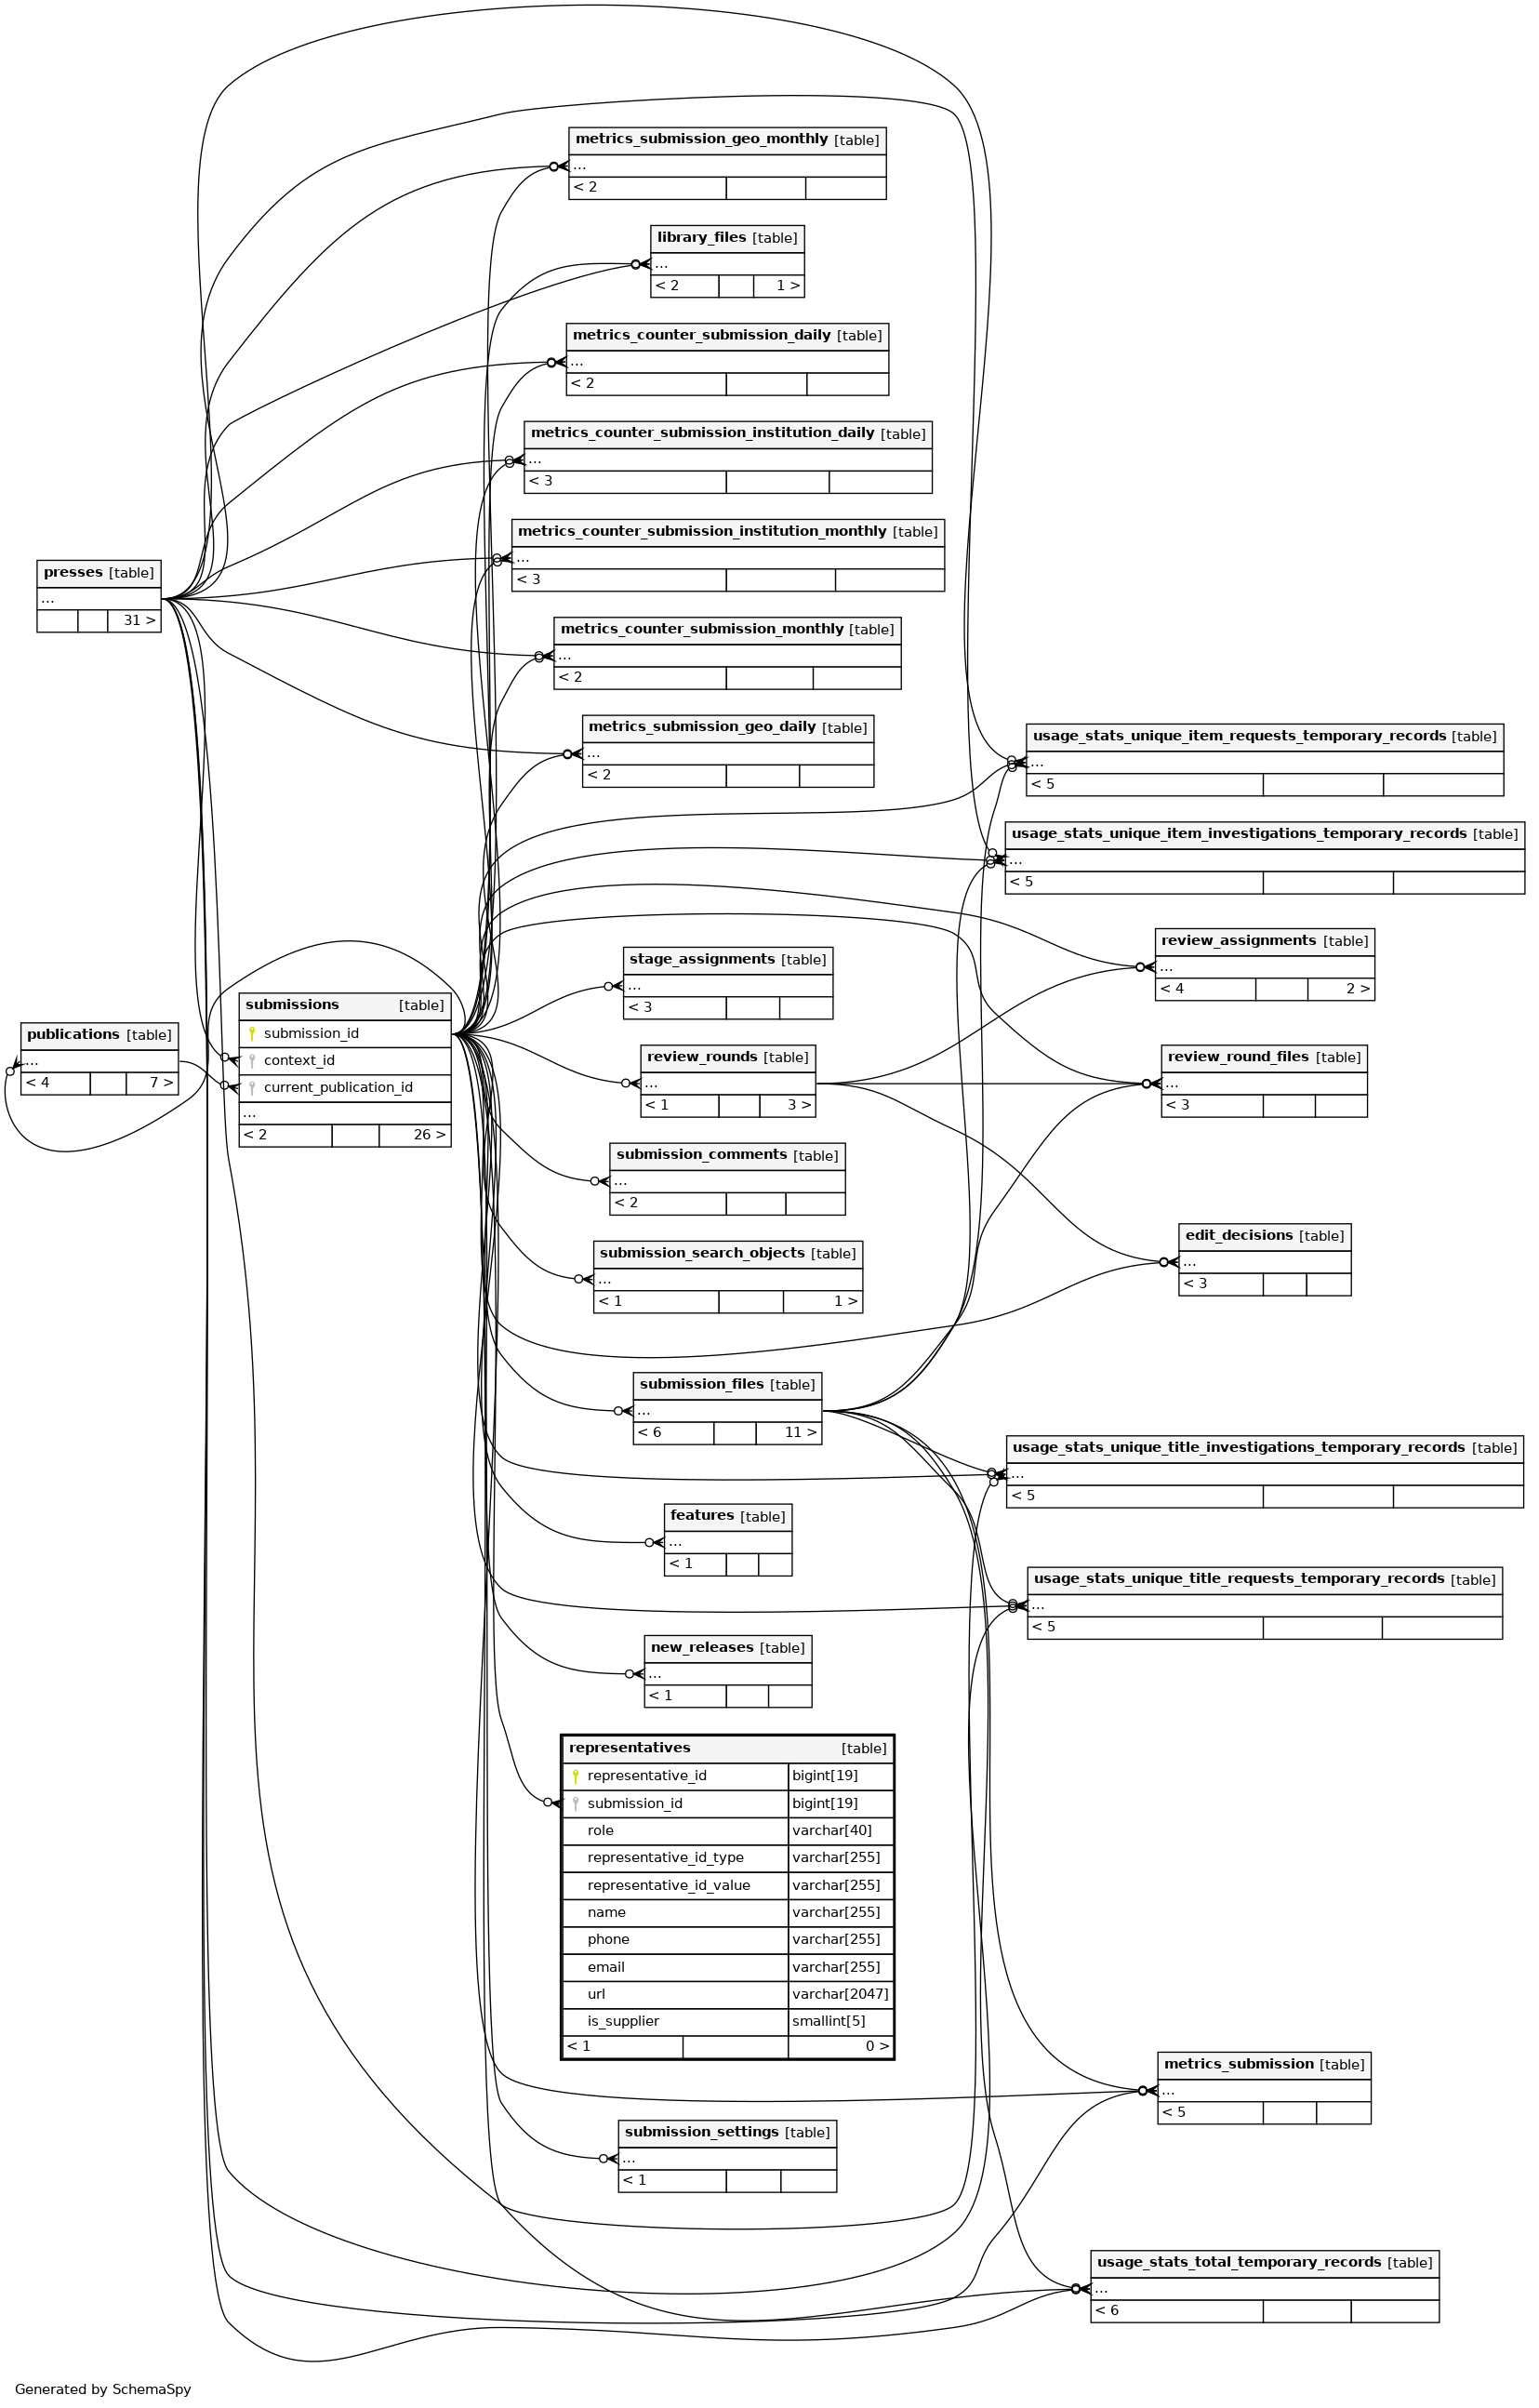 metrics_submission_geo_monthly [table]
...
< 2
library_files [table]
...
< 2 1 >
metrics_counter_submission_daily [table]
...
< 2
metrics_counter_submission_institution_daily [table]
...
< 3
metrics_counter_submission_institution_monthly [table]
...
< 3
presses [table]
...
31 >
metrics_counter_submission_monthly [table]
...
< 2
metrics_submission_geo_daily [table]
...
< 2
usage_stats_unique_item_requests_temporary_records [table]
...
< 5
usage_stats_unique_item_investigations_temporary_records [table]
...
< 5
review_assignments [table]
...
< 4 2 >
stage_assignments [table]
...
< 3
submissions [table]
submission_id
context_id
current_publication_id
...
< 2 26 >
publications [table]
...
< 4 7 >
review_rounds [table]
...
< 1 3 >
review_round_files [table]
...
< 3
submission_comments [table]
...
< 2
edit_decisions [table]
...
< 3
submission_search_objects [table]
...
< 1 1 >
submission_files [table]
...
< 6 11 >
usage_stats_unique_title_investigations_temporary_records [table]
...
< 5
features [table]
...
< 1
usage_stats_unique_title_requests_temporary_records [table]
...
< 5
new_releases [table]
...
< 1
representatives [table]
representative_id bigint[19]
submission_id bigint[19]
role varchar[40]
representative_id_type varchar[255]
representative_id_value varchar[255]
name varchar[255]
phone varchar[255]
email varchar[255]
url varchar[2047]
is_supplier smallint[5]
< 1 0 >
metrics_submission [table]
...
< 5
submission_settings [table]
...
< 1
usage_stats_total_temporary_records [table]
...
< 6
Generated by SchemaSpy